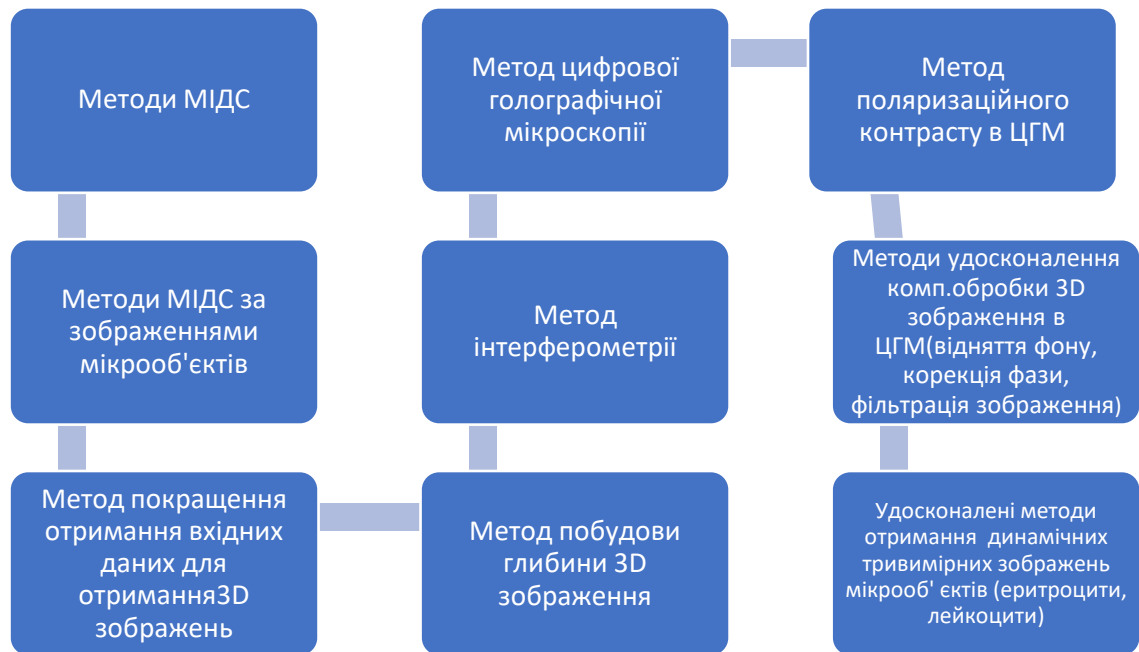 Методи МІДС
Методи МІДС за
зображеннями
мікрооб'єктів
Метод покращення
отримання вхідних
даних для
отримання3D
зображень
Метод побудови
глибини 3D
зображення
Метод
інтерферометрії
Метод цифрової
голографічної
мікроскопії
Метод
поляризаційного
контрасту в ЦГМ
Методи удосконалення
комп.обробки 3D
зображення в
ЦГМ(відняття фону,
корекція фази,
фільтрація зображення)
Удосконалені методи
отримання динамічних
тривимірних зображень
мікрооб' єктів (еритроцити,
лейкоцити)